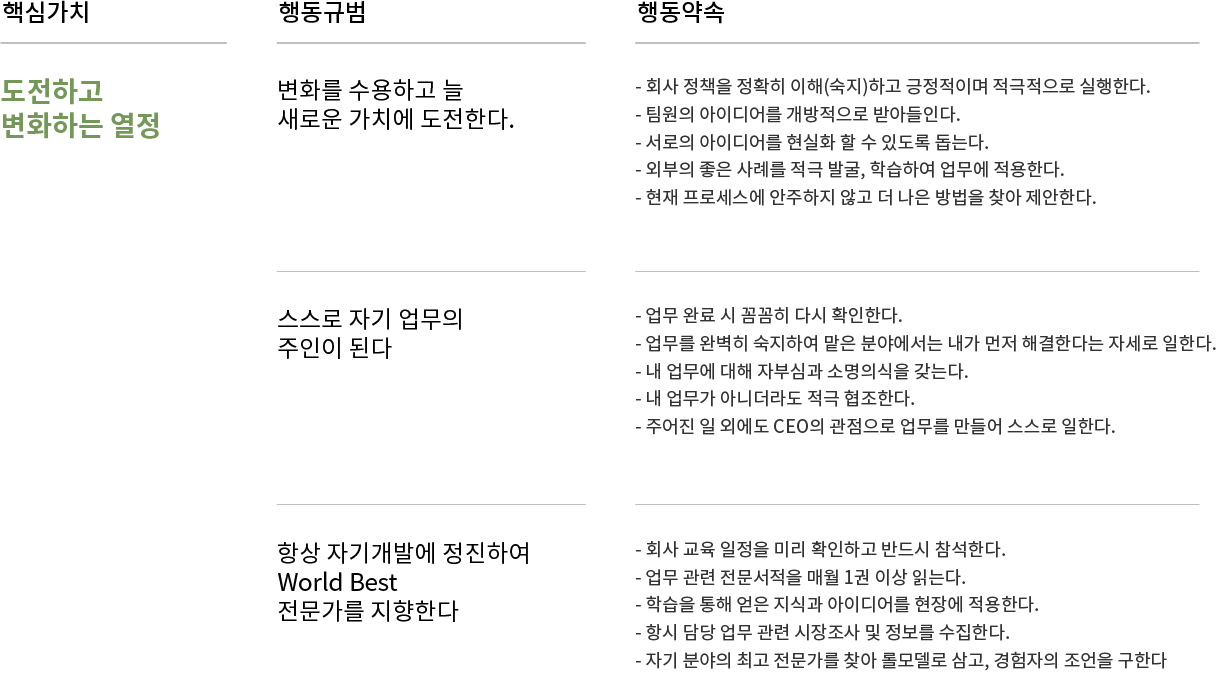 핵심가치
행동규범
행동약속
도전하고
변화하는 열정
변화를 수용하고 늘
새로운 가치에 도전한다.
- 회사 정책을 정확히 이해(숙지)하고 긍정적이며 적극적으로 실행한다.
- 팀원의 아이디어를 개방적으로 받아들인다.
- 서로의 아이디어를 현실화 할 수 있도록 돕는다.
- 외부의 좋은 사례를 적극 발굴, 학습하여 업무에 적용한다.
- 현재 프로세스에 안주하지 않고 더 나은 방법을 찾아 제안한다.
스스로 자기 업무의
주인이 된다
- 업무 완료 시 꼼꼼히 다시 확인한다.
- 업무를 완벽히 숙지하여 맡은 분야에서는 내가 먼저 해결한다는 자세로 일한다.
- 내 업무에 대해 자부심과 소명의식을 갖는다.
- 내 업무가 아니더라도 적극 협조한다.
- 주어진 일 외에도 CEO의 관점으로 업무를 만들어 스스로 일한다.
항상 자기개발에 정진하여
World Best
전문가를 지향한다
- 회사 교육 일정을 미리 확인하고 반드시 참석한다.
- 업무 관련 전문서적을 매월 1권 이상 읽는다.
- 학습을 통해 얻은 지식과 아이디어를 현장에 적용한다.
- 항시 담당 업무 관련 시장조사 및 정보를 수집한다.
- 자기 분야의 최고 전문가를 찾아 롤모델로 삼고, 경험자의 조언을 구한다